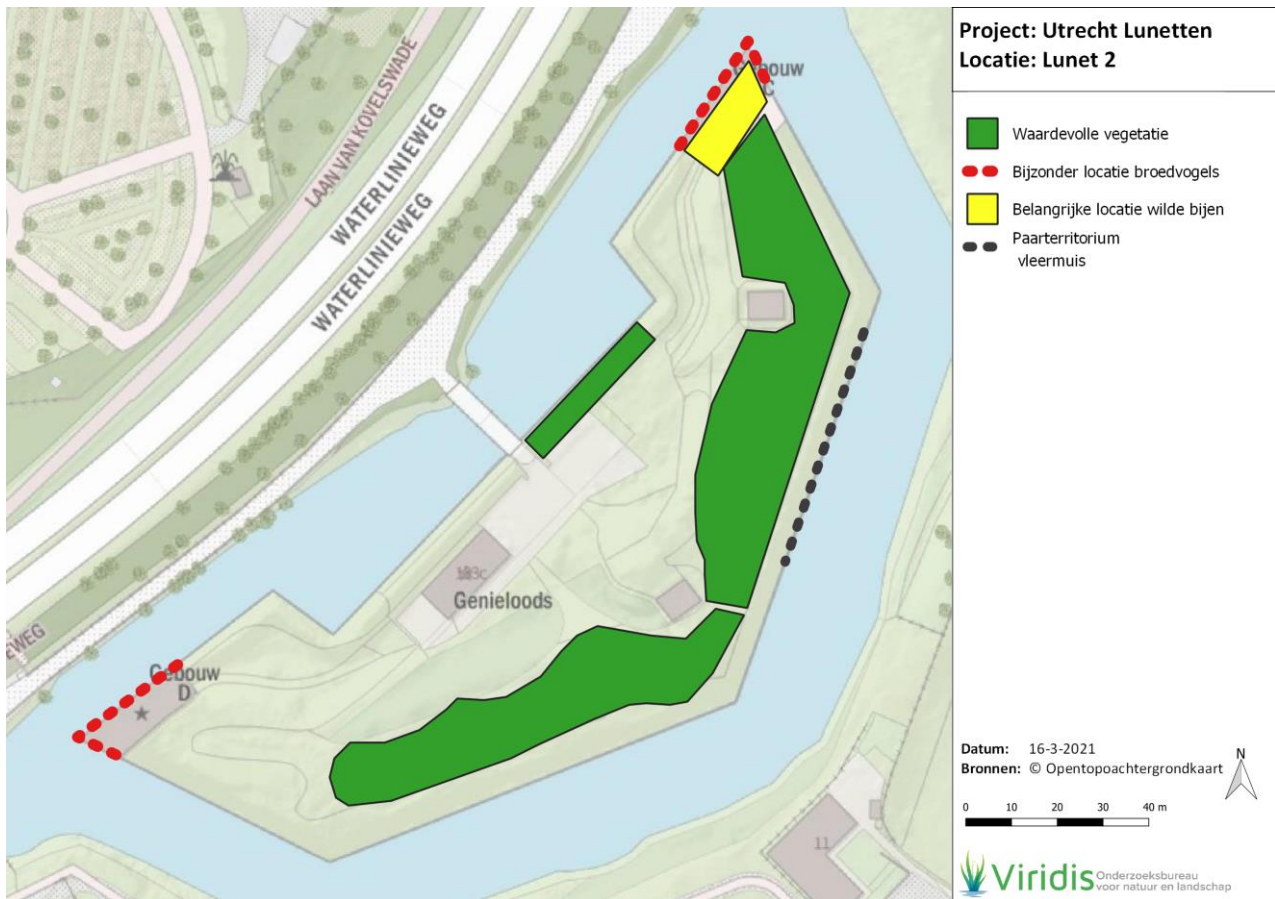 Project: Utrecht Lunetten
Locatie: Lunet 2
Waardevolle vegetatie
Bijzonder locatie broedvogels
Belangrijke locatie wilde bijen
Paarterritorium
vleermuis
LAAN VAN KOVELSWADE
WATERLINIEWEG
WATERLINIEWEG
Gebouw
C
Genieloods
EWEG
Gebouw
D
11
Datum: 16-3-2021
Bronnen: © Opentopoachtergrondkaart
N
0 10 20 30 40 m
Viridis Onderzoeksbureau
voor natuur en landschap